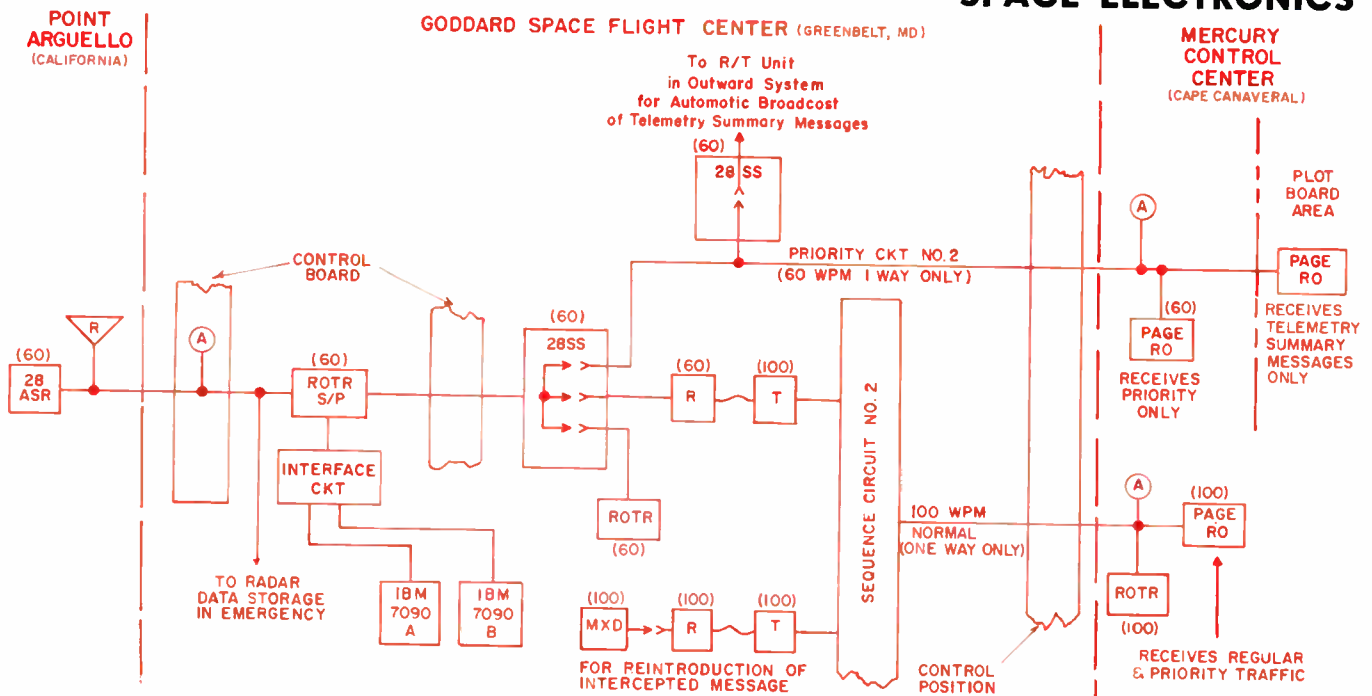 SPACE ELECTRONICS
POINT
ARGUELLO
(CALIFORNIA)
GODDARD SPACE FLIGHT CENTER (GREENBELT, MD)
MERCURY
CONTROL
CENTER
(CAPE CANAVERAL)
To R/T Unit
in Outward System
for Automotic Broadcost
of Telemetry Summary Messages
(60)
28 SS
PLOT
BOARD
AREA
A
CONTROL
BOARD
PRIORITY CKT NO. 2
(60 WPM I WAY ONLY)
PAGE
RO
(60)
PAGE
RO
RECEIVES
TELEMETRY
SUMMARY
MESSAGES
ONLY
RECEIVES
PRIORITY
ONLY
R
(60)
28
ASR
A
(60)
ROTR
S/P
(60)
28SS
(60)
R
(100)
T
INTERFACE
CKT
ROTR
(60)
SEQUENCE CIRCUIT NO. 2
100 WPM
NORMAL
(ONE WAY ONLY)
A
(100)
PAGE
RO
ROTR
(100)
TO RADAR
DATA STORAGE
IN EMERGENCY
IBM
7090
A
IBM
7090
B
(100)
MXD
(100)
R
(100)
T
FOR REINTRODUCTION OF
INTERCEPTED MESSAGE
CONTROL
POSITION
RECEIVES REGULAR
& PRIORITY TRAFFIC